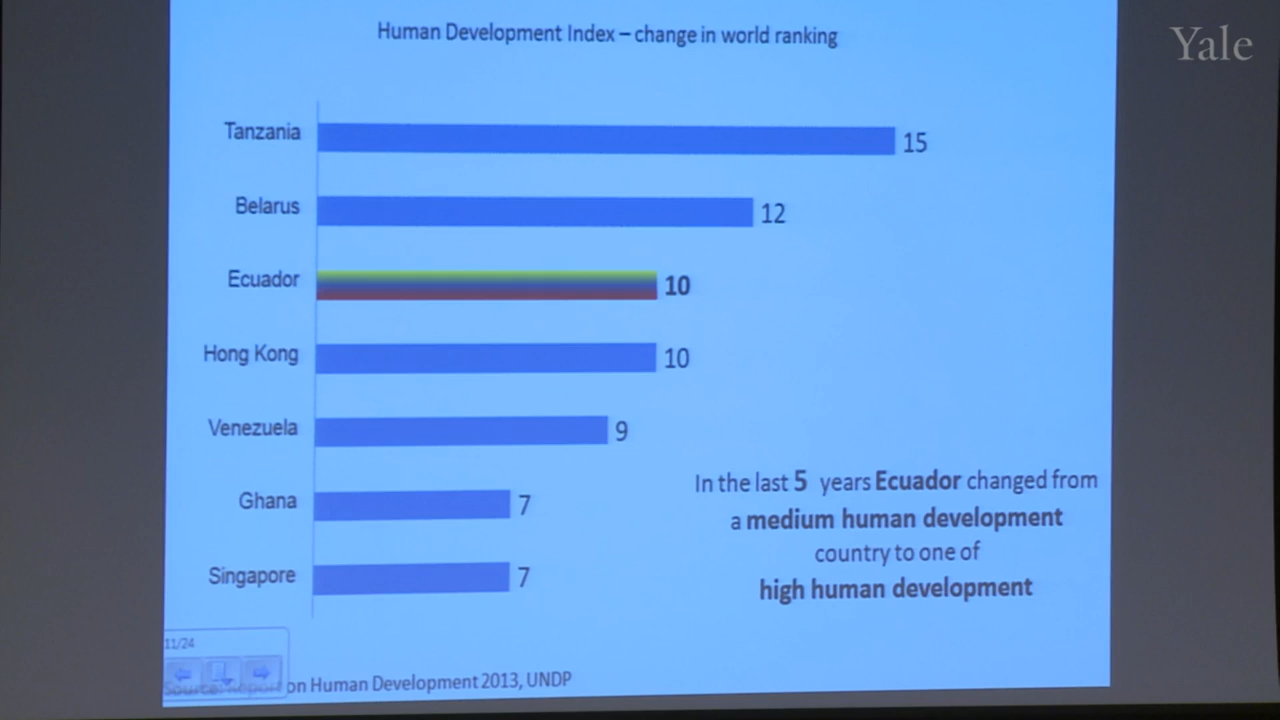 Human Development Index – change in world ranking
Yale
Tanzania 15
Belarus 12
Ecuador 10
Hong Kong 10
Venezuela 9
Ghana 7
Singapore 7
In the last 5 years Ecuador changed from
a medium human development
country to one of
high human development
11/24
Source: Report on Human Development 2013, UNDP